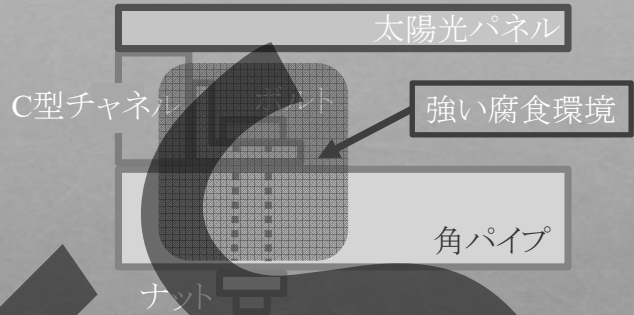 太陽光パネル
C型チャネル
ボルト
強い腐食環境
角パイプ
ナット